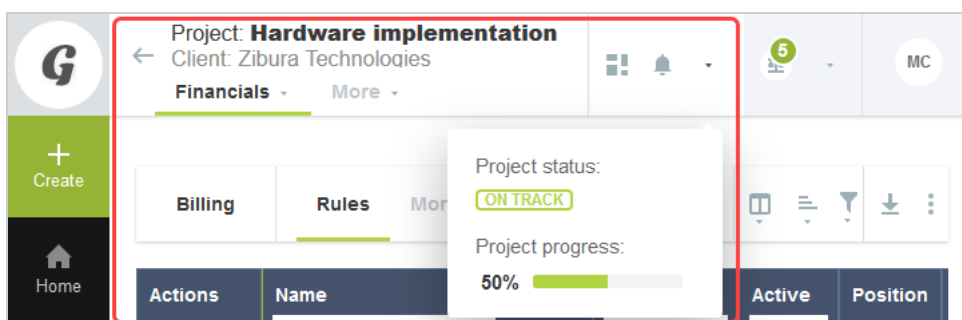 G
Project: Hardware implementation
Client: Zibura Technologies
Financials
More
5
MC
Create
Home
Billing
Rules
Mor
Project status:
ON TRACK
Project progress:
50%
Actions
Name
Active
Position